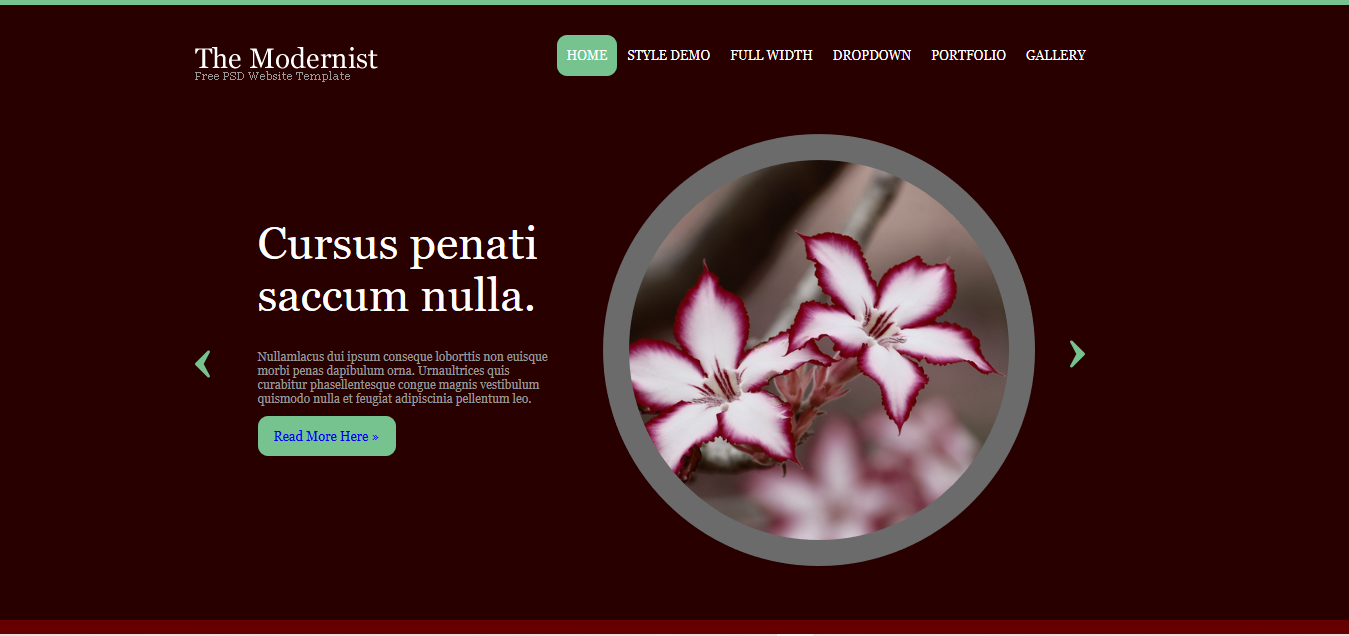 The Modernist
Free PSD Website Template
HOME STYLE DEMO FULL WIDTH DROPDOWN PORTFOLIO GALLERY
Cursus penati
saccum nulla.
Nullamlacus dui ipsum conseque loborttis non euisque
morbi penas dapibulum orna. Urnaultrices quis
curabitur phasellentesque congue magnis vestibulum
quismodo nulla et feugiat adipiscinia pellentum leo.
Read More Here »